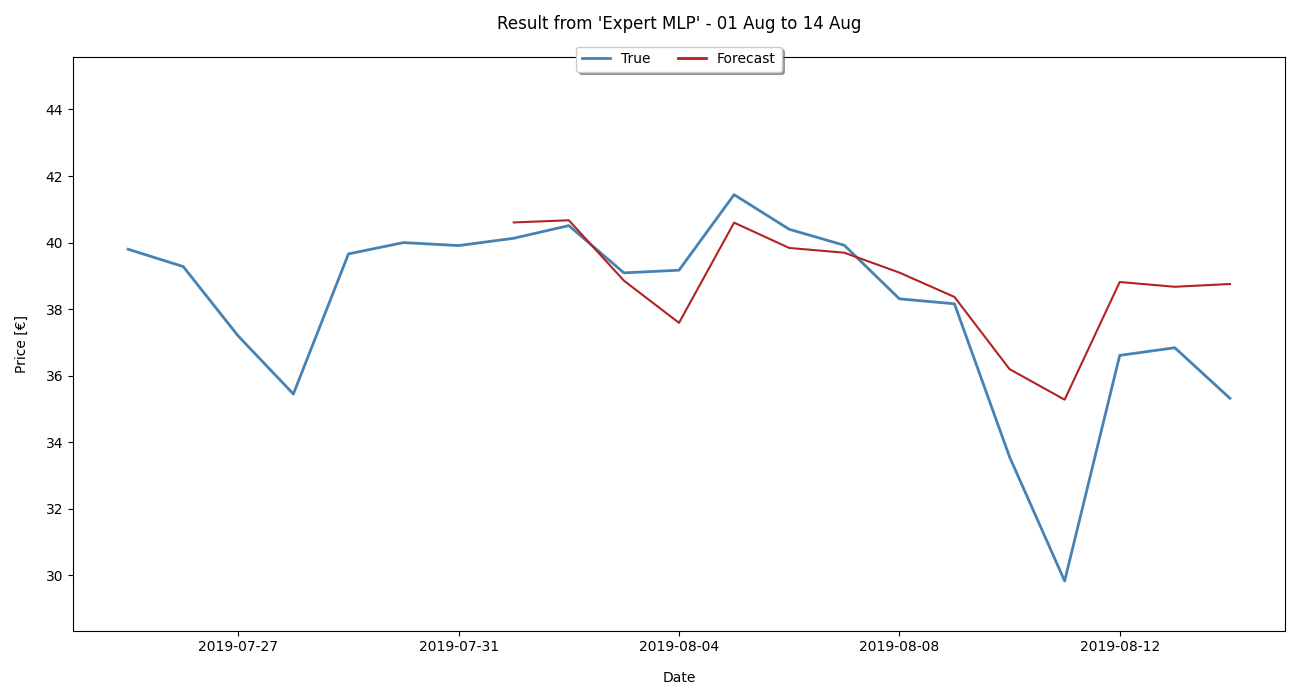 Result from 'Expert MLP' - 01 Aug to 14 Aug
True Forecast
44
42
40
38
36
34
32
30
Price [€]
2019-07-27 2019-07-31 2019-08-04 2019-08-08 2019-08-12
Date